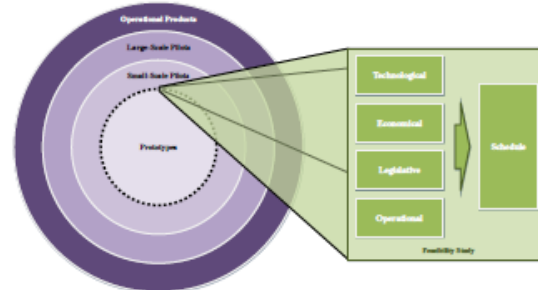 Operational Products
Large-Scale Pilots
Small-Scale Pilots
Prototypes
Technological
Economical
Legislative
Operational
Schedule
Feasibility Study